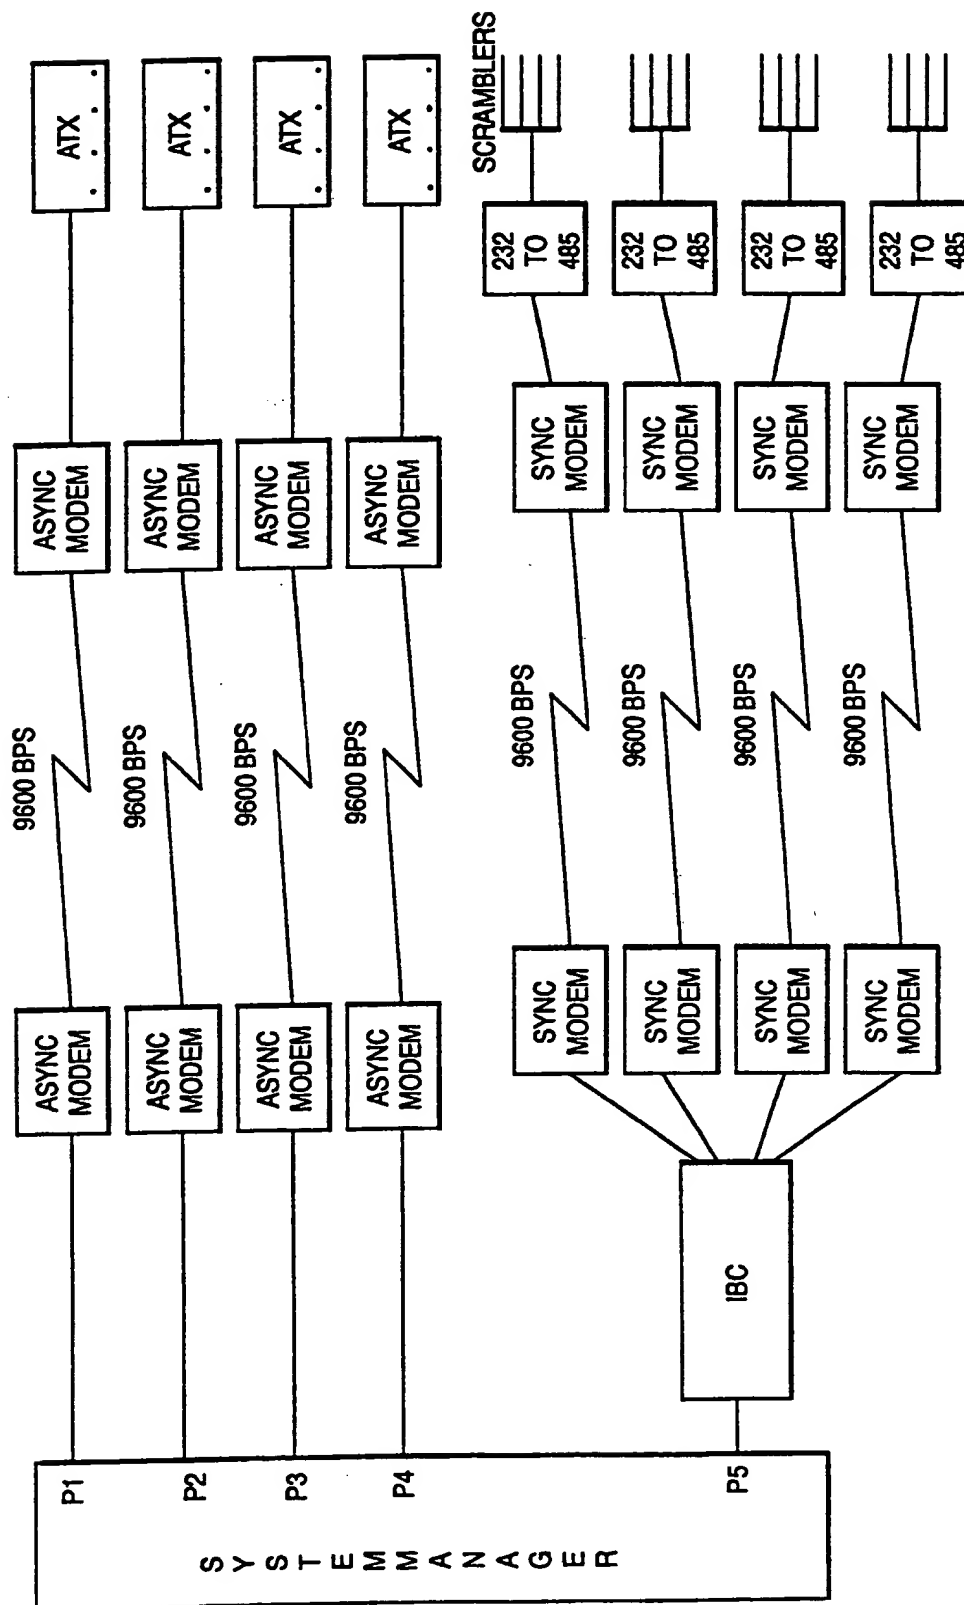 SYSTEM MANAGER
P1
ASYNC
MODEM
9600 BPS
ASYNC
MODEM
ATX
P2
ASYNC
MODEM
9600 BPS
ASYNC
MODEM
ATX
P3
ASYNC
MODEM
9600 BPS
ASYNC
MODEM
ATX
P4
ASYNC
MODEM
9600 BPS
ASYNC
MODEM
ATX
P5
IBC
SCRAMBLERS
SYNC
MODEM
9600 BPS
SYNC
MODEM
232
TO
485
SYNC
MODEM
9600 BPS
SYNC
MODEM
232
TO
485
SYNC
MODEM
9600 BPS
SYNC
MODEM
232
TO
485
SYNC
MODEM
9600 BPS
SYNC
MODEM
232
TO
485